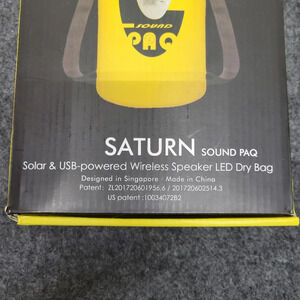 SOUND
PAQ
SATURN SOUND PAQ
Solar & USB-powered Wireless Speaker LED Dry Bag
Designed in Singapore · Made in China
Patent: ZL201720601956.6 / 201720602514.3
US patent :1003407282